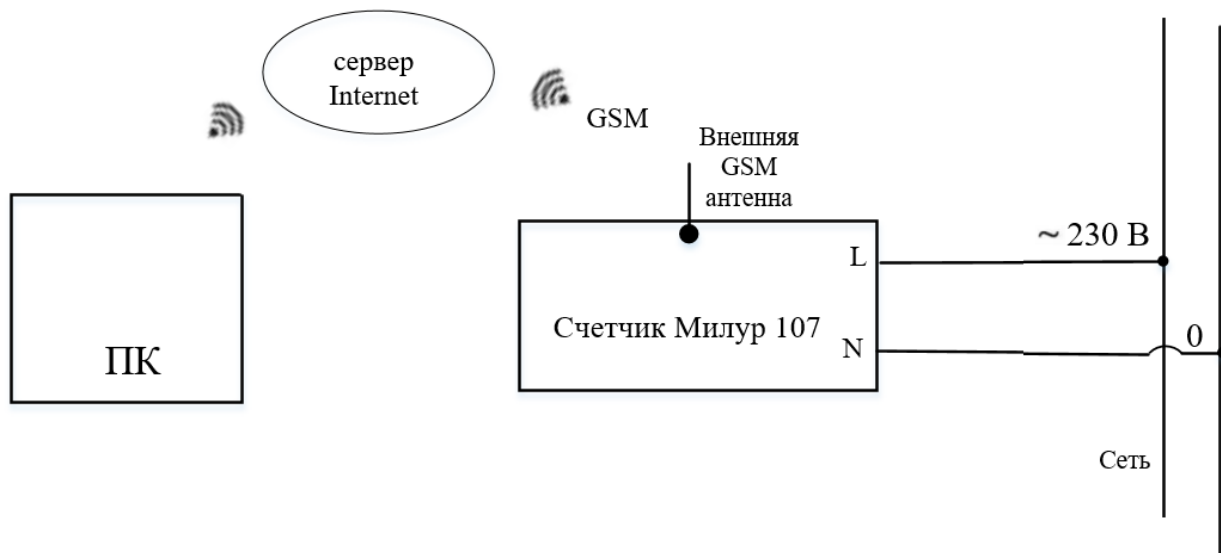 сервер
Internet
GSM
Внешняя
GSM
антенна
~ 230 В
L
Счетчик Милур 107
N
0
ПК
Сеть